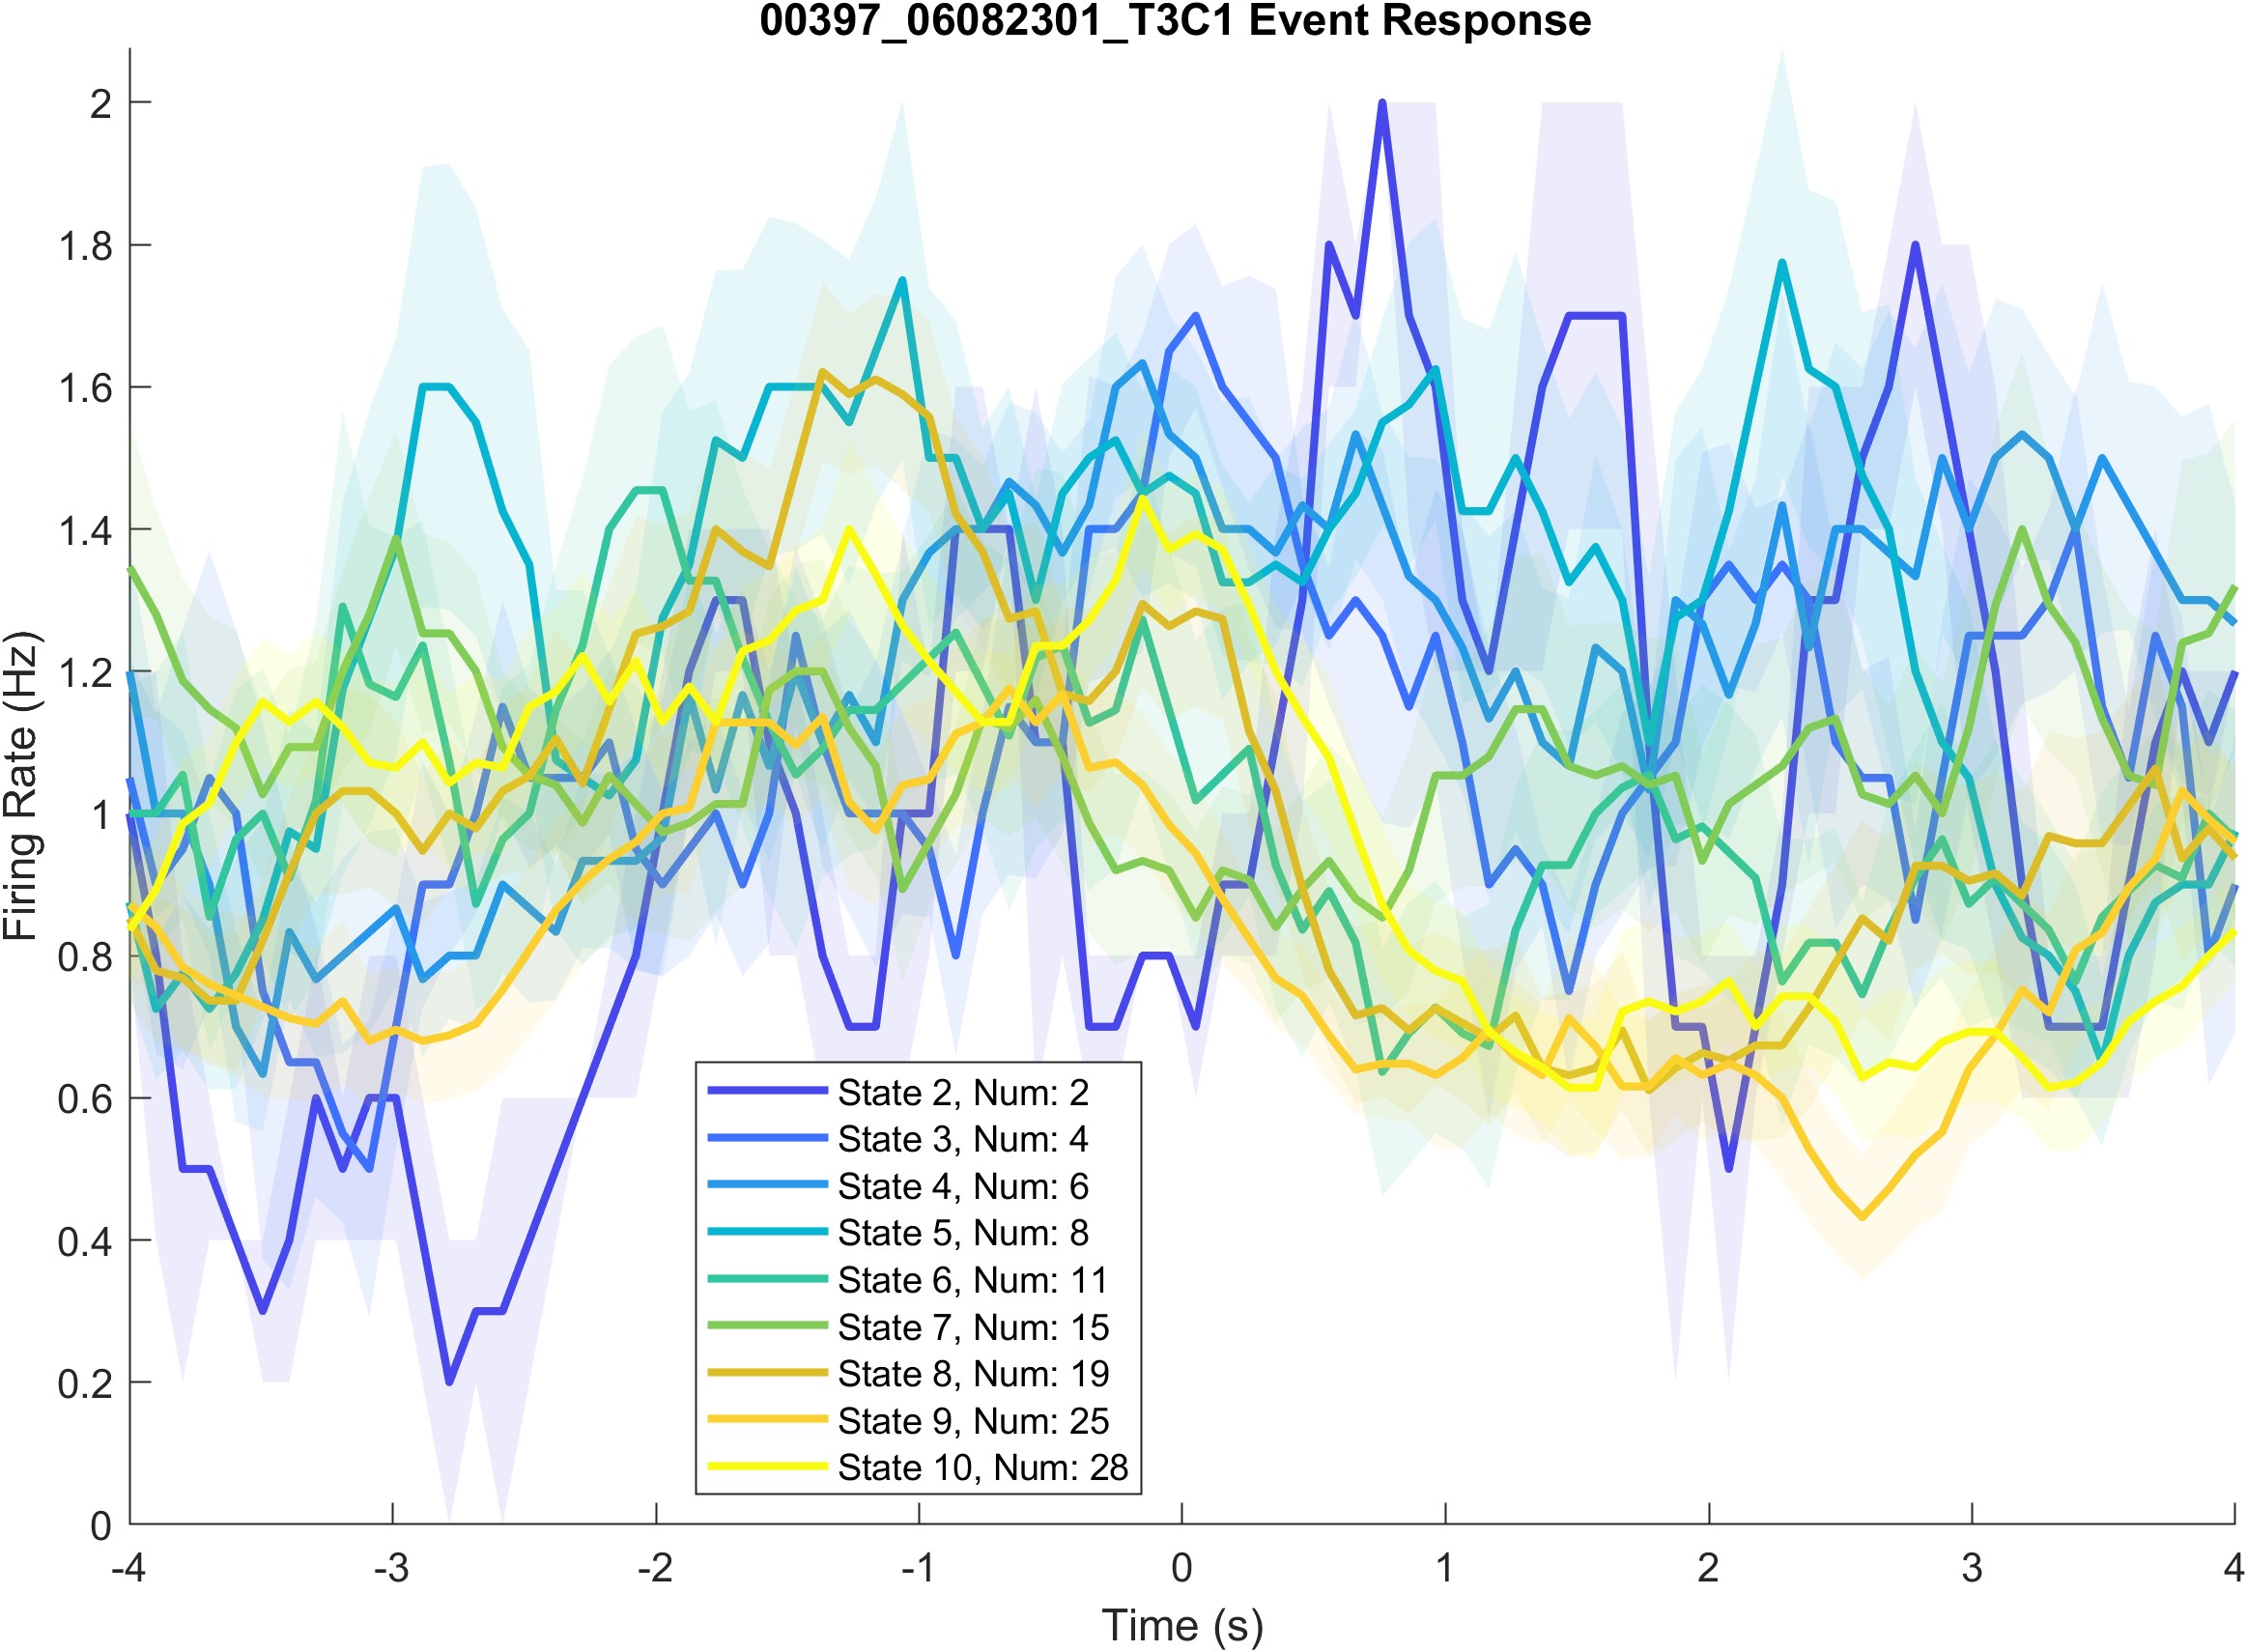 00397_06082301_T3C1 Event Response
Firing Rate (Hz)
2
1.8
1.6
1.4
1.2
1
0.8
0.6
0.4
0.2
0
State 2, Num: 2
State 3, Num: 4
State 4, Num: 6
State 5, Num: 8
State 6, Num: 11
State 7, Num: 15
State 8, Num: 19
State 9, Num: 25
State 10, Num: 28
-4 -3 -2 -1 0 1 2 3 4
Time (s)